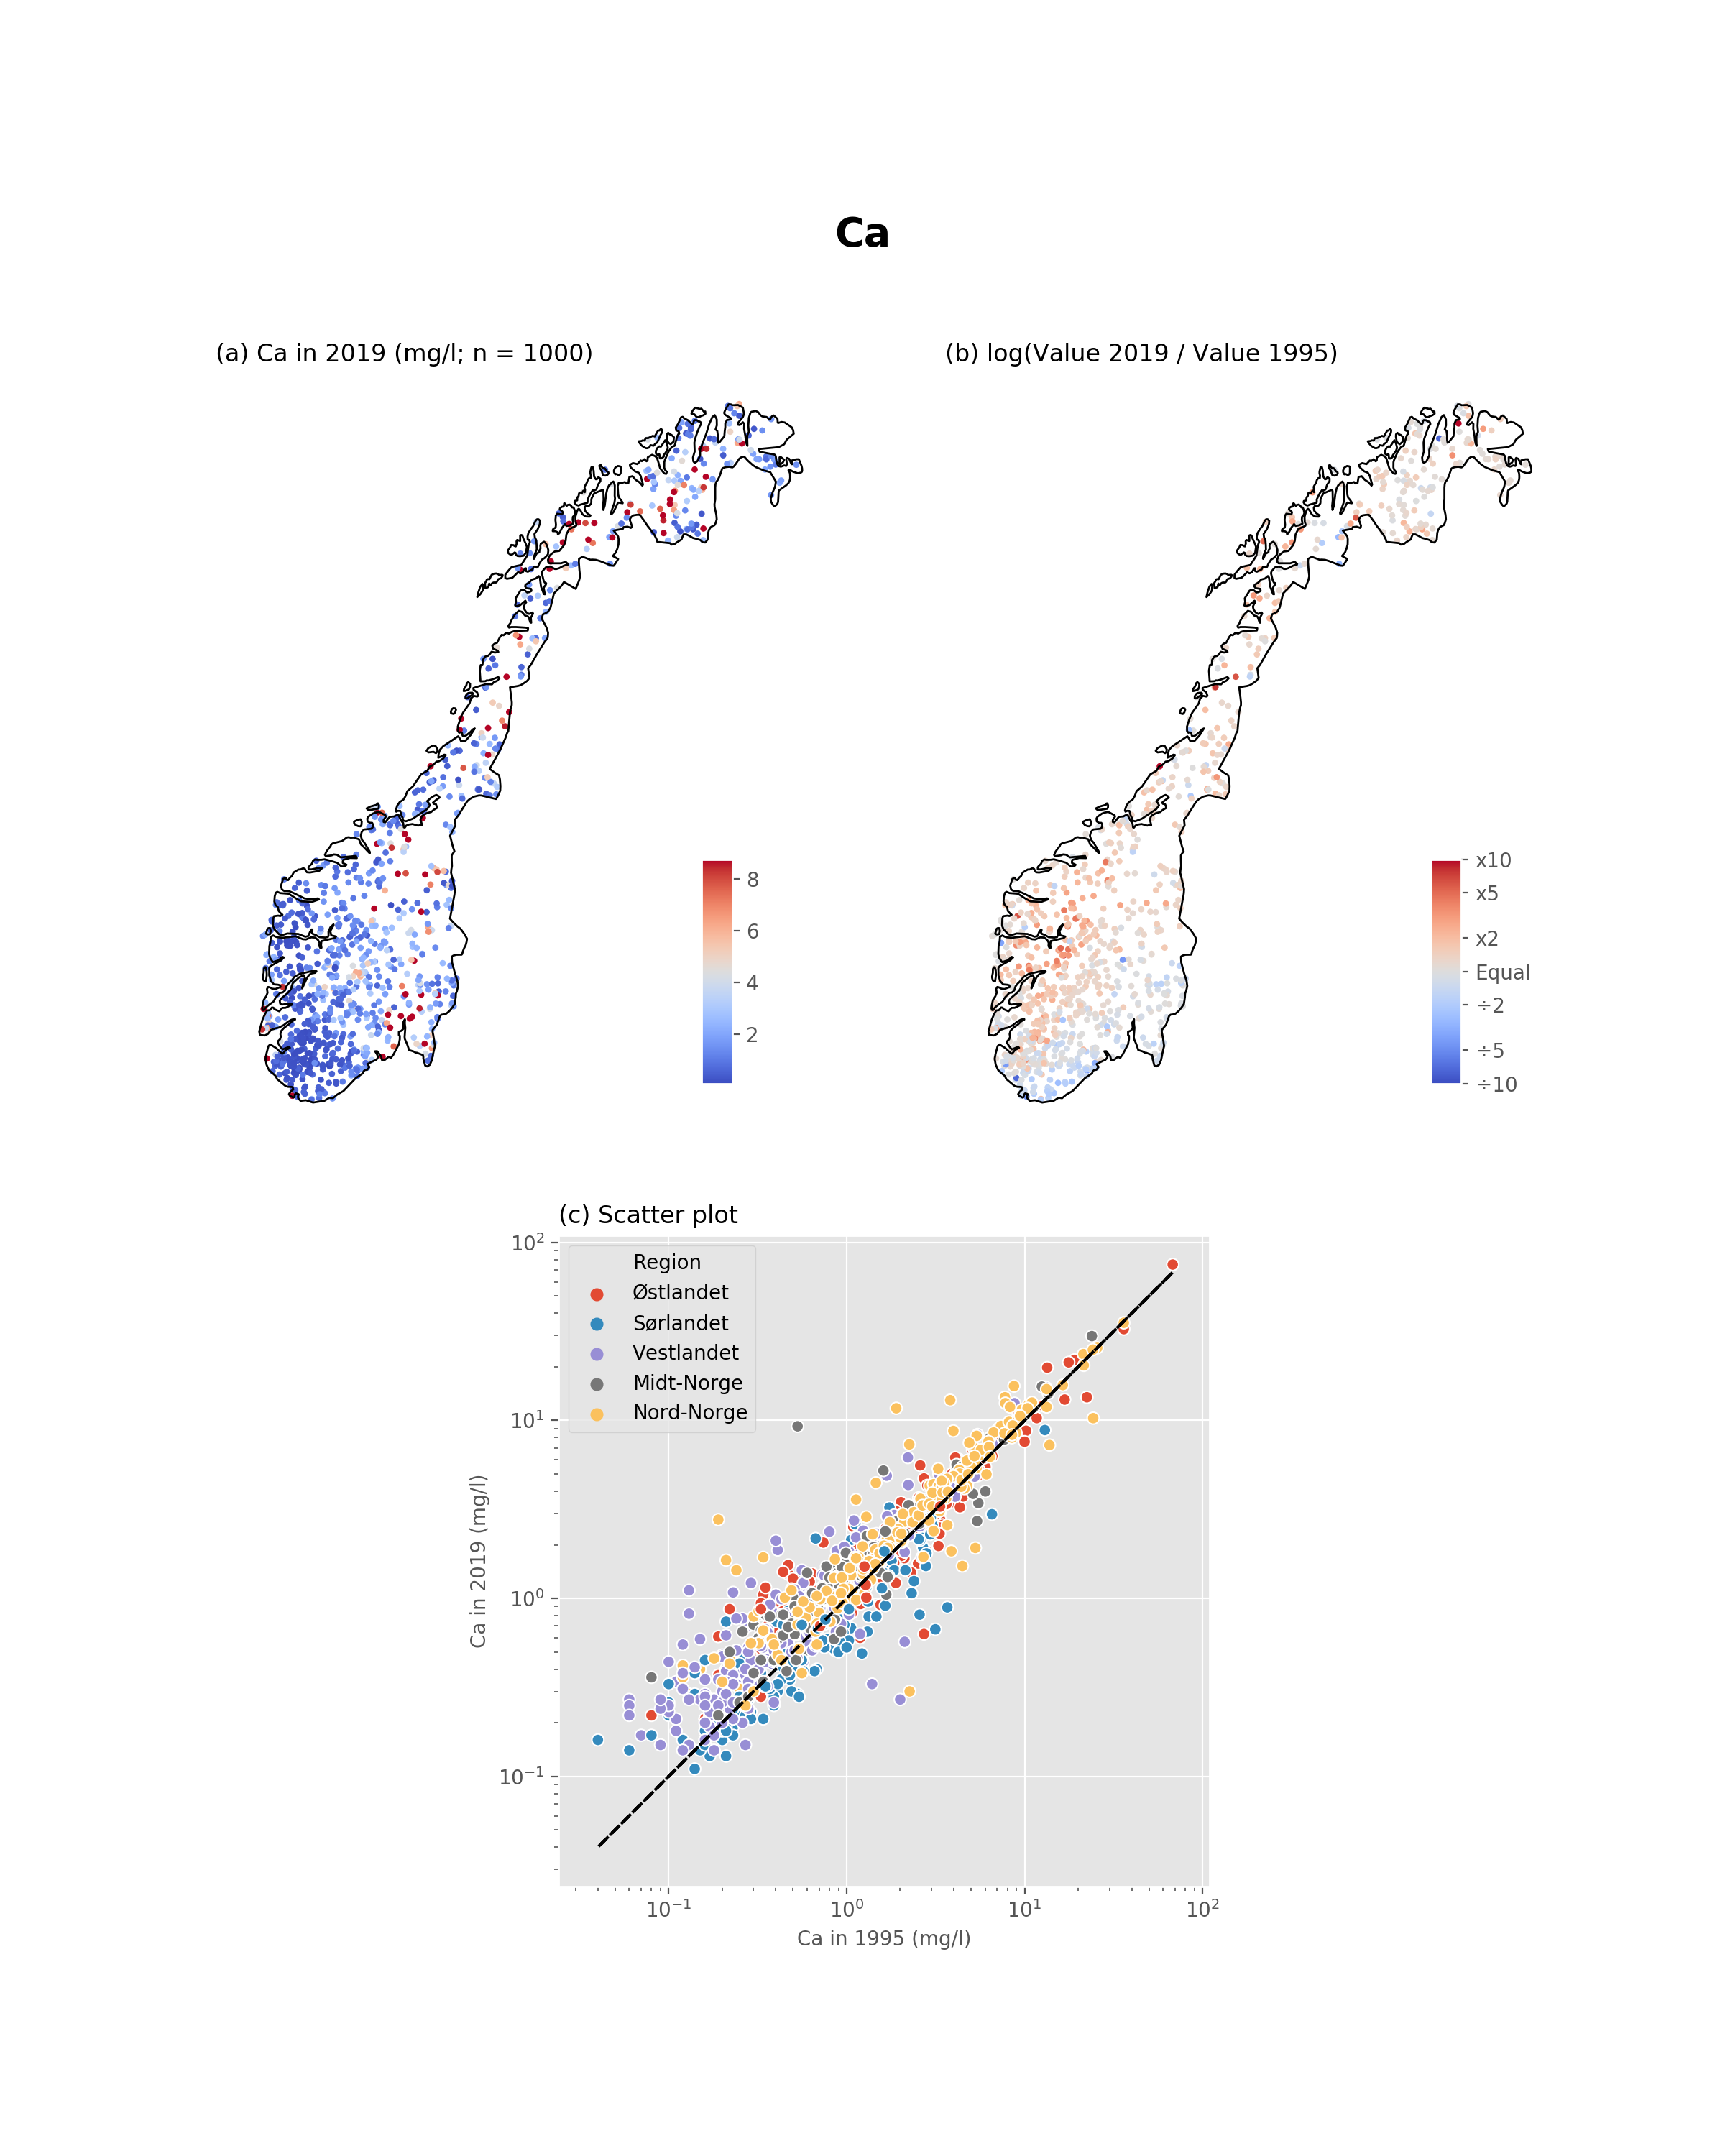 Ca
(a) Ca in 2019 (mg/l; n = 1000)
8
6
4
2
(b) log(Value 2019 / Value 1995)
x10
x5
x2
Equal
÷2
÷5
÷10
(c) Scatter plot
Region
Østlandet
Sørlandet
Vestlandet
Midt-Norge
Nord-Norge
10²
10¹
10⁰
10⁻¹
Ca in 2019 (mg/l)
10⁻¹ 10⁰ 10¹ 10²
Ca in 1995 (mg/l)